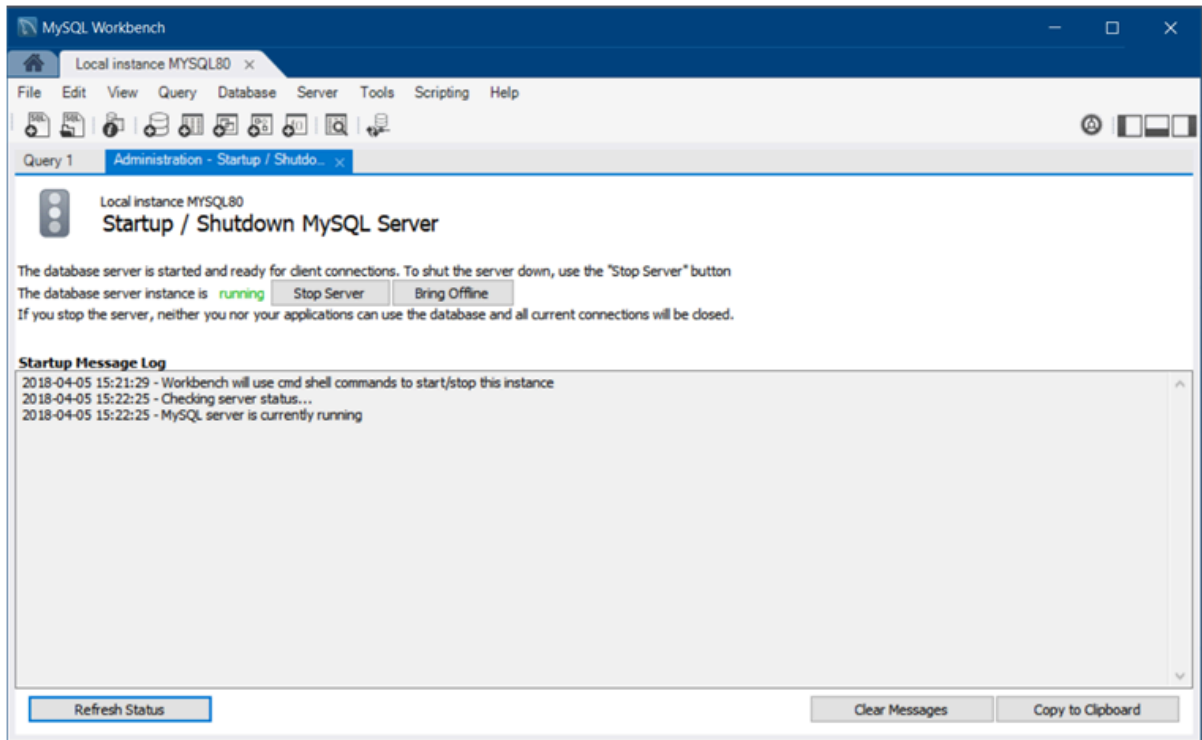 MySQL Workbench
Local instance MYSQL80
File Edit View Query Database Server Tools Scripting Help
Query 1 Administration - Startup / Shutdo...
Local instance MYSQL80
Startup / Shutdown MySQL Server
The database server is started and ready for client connections. To shut the server down, use the "Stop Server" button
The database server instance is running Stop Server Bring Offline
If you stop the server, neither you nor your applications can use the database and all current connections will be closed.
Startup Message Log
2018-04-05 15:21:29 - Workbench will use cmd shell commands to start/stop this instance
2018-04-05 15:22:25 - Checking server status...
2018-04-05 15:22:25 - MySQL server is currently running
Refresh Status Clear Messages Copy to Clipboard